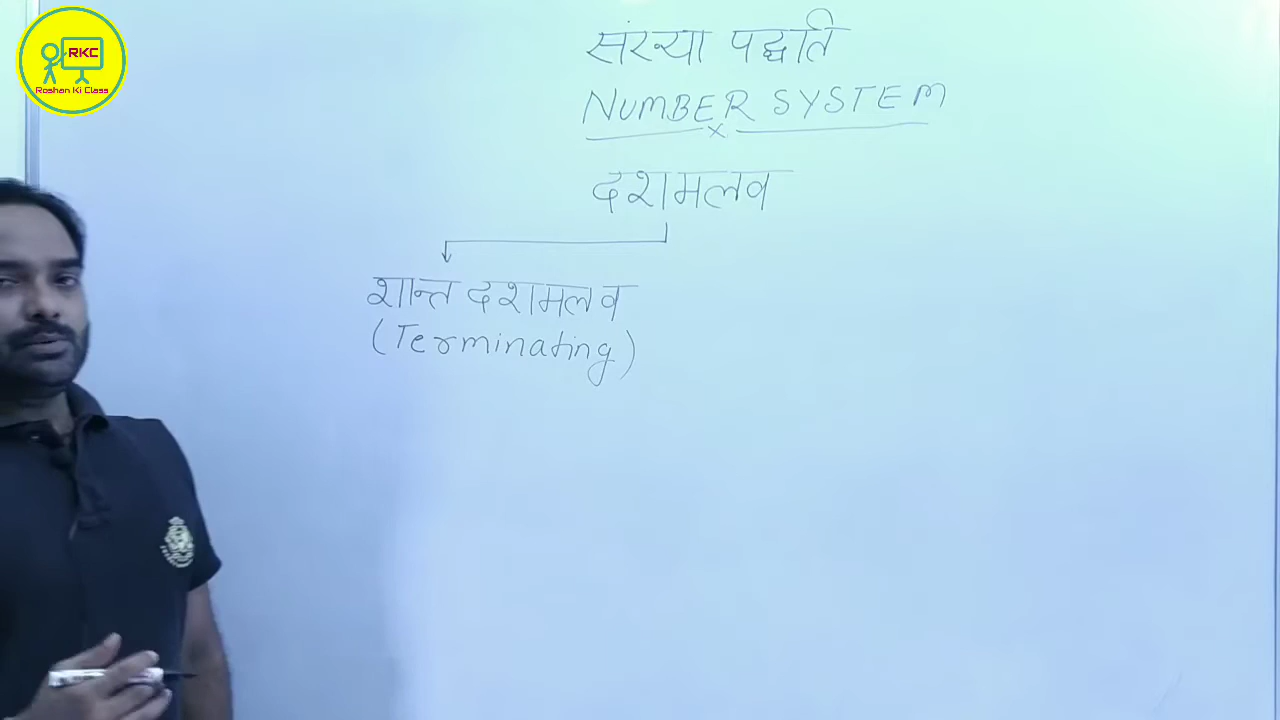 RKC
Roshan Ki Class
संख्या पद्धति
NUMBER SYSTEM
दशमलव
शान्त दशमलव
(Terminating)